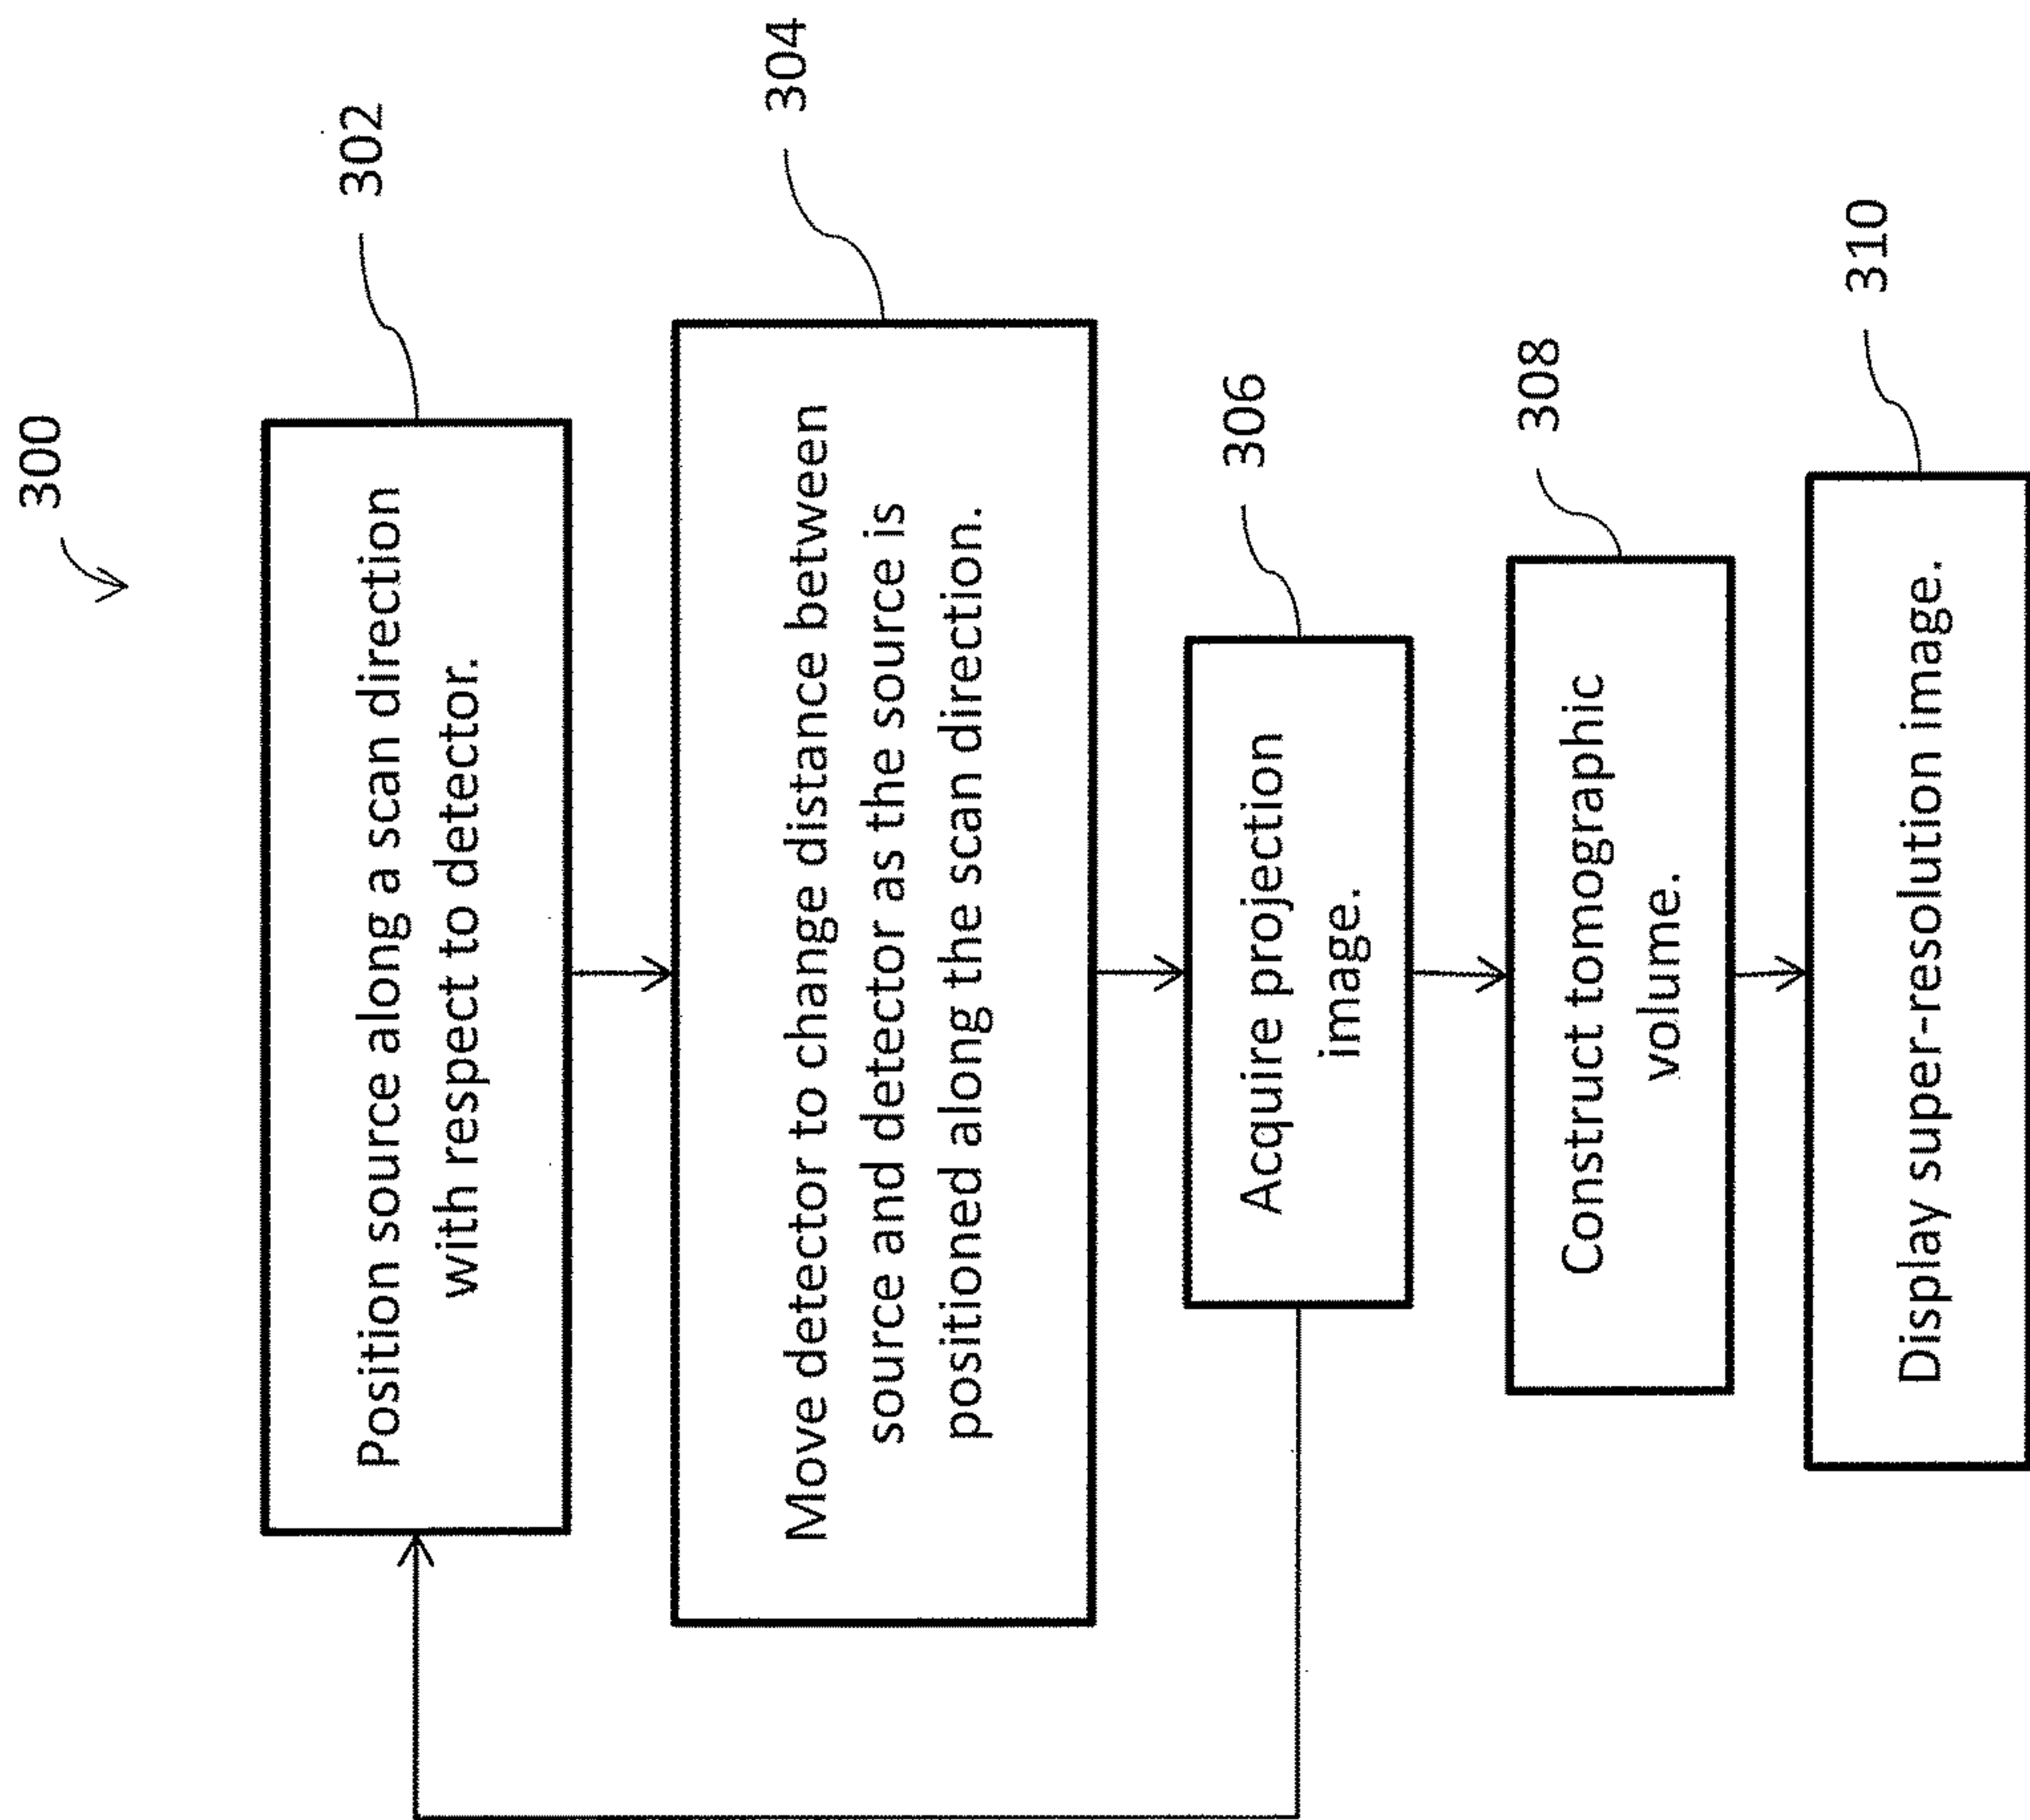 300
302
Position source along a scan direction
with respect to detector.
304
Move detector to change distance between
source and detector as the source is
positioned along the scan direction.
306
Acquire projection
image.
308
Construct tomographic
volume.
310
Display super-resolution image.